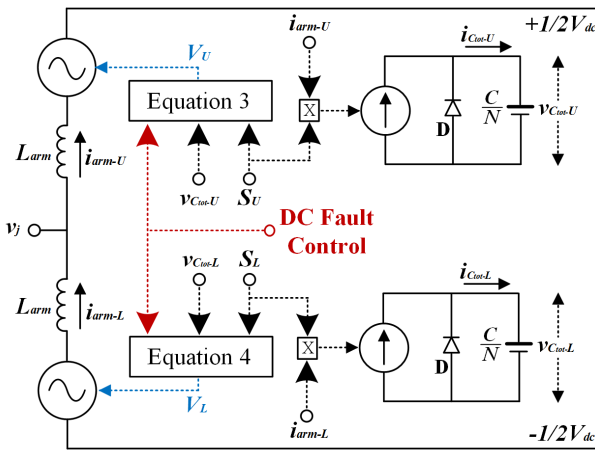 i_arm-U
i_Ctot-U
+1/2V_dc
V_U
Equation 3
X
D
C/N
v_Ctot-U
L_arm
i_arm-U
v_Ctot-U
S_U
v_j
DC Fault
Control
v_Ctot-L
S_L
i_Ctot-L
L_arm
i_arm-L
Equation 4
X
D
C/N
v_Ctot-L
V_L
i_arm-L
-1/2V_dc